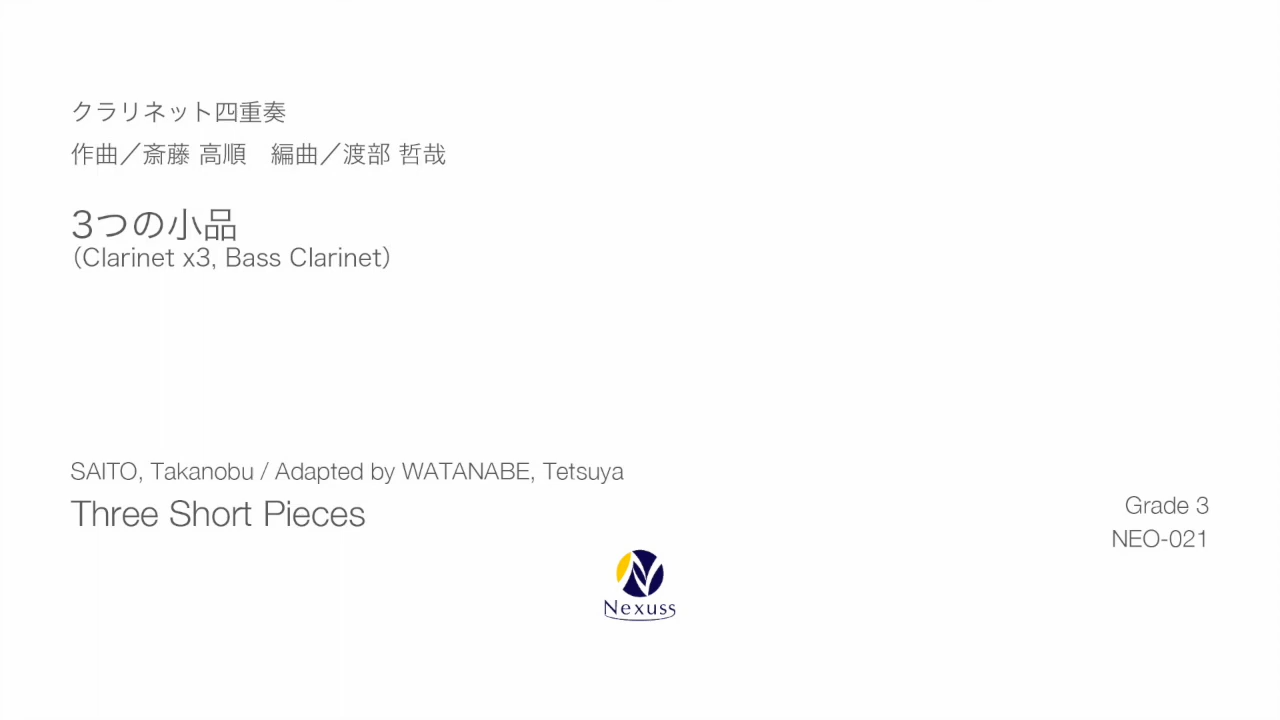 クラリネット四重奏
作曲／斎藤 高順　編曲／渡部 哲哉
3つの小品
（Clarinet x3, Bass Clarinet）
SAITO, Takanobu / Adapted by WATANABE, Tetsuya
Three Short Pieces
Grade 3
NEO-021
Nexuss